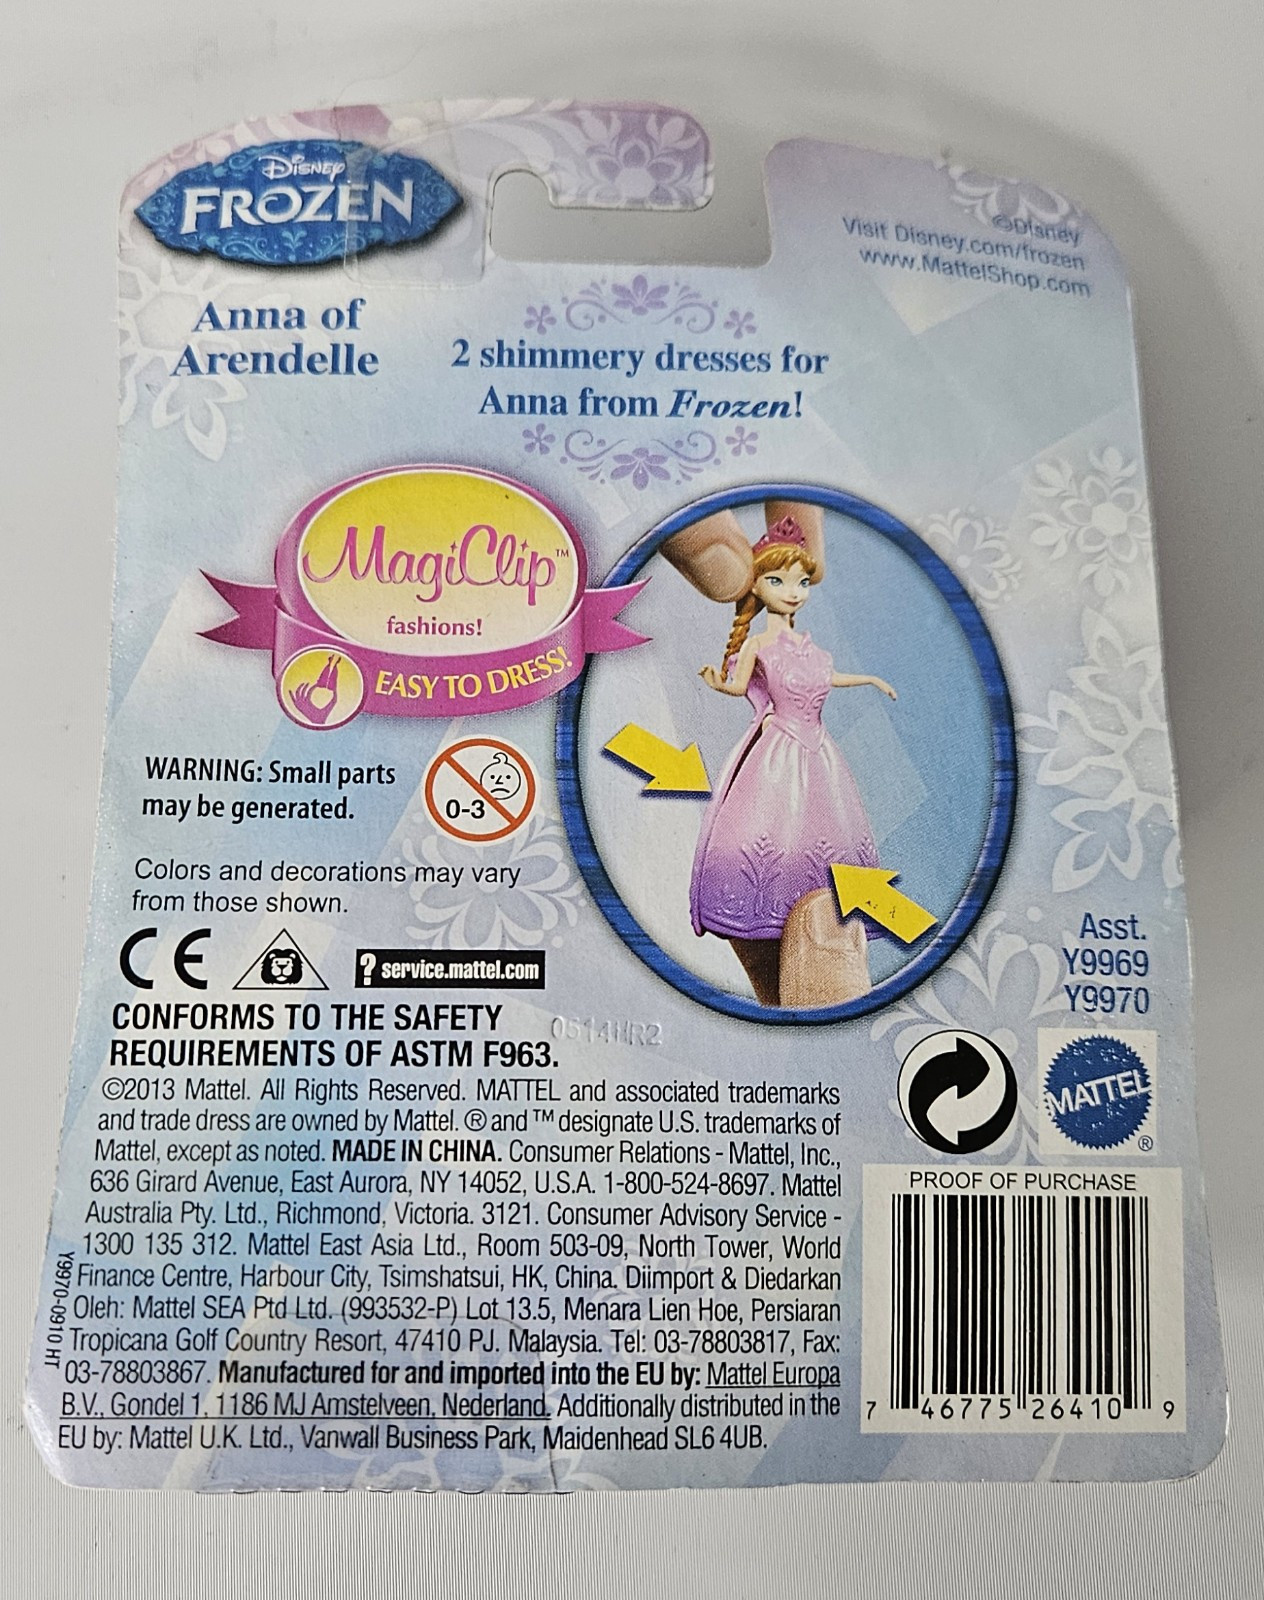 Disney
FROZEN
©Disney
Visit Disney.com/frozen
www.MattelShop.com
Anna of
Arendelle
2 shimmery dresses for
Anna from Frozen!
MagiClip™
fashions!
EASY TO DRESS!
WARNING: Small parts
may be generated.
0-3
Colors and decorations may vary
from those shown.
CE
? service.mattel.com
Asst.
Y9969
Y9970
CONFORMS TO THE SAFETY
REQUIREMENTS OF ASTM F963.
0514HR2
©2013 Mattel. All Rights Reserved. MATTEL and associated trademarks
and trade dress are owned by Mattel. ® and ™ designate U.S. trademarks of
Mattel, except as noted. MADE IN CHINA. Consumer Relations - Mattel, Inc.,
636 Girard Avenue, East Aurora, NY 14052, U.S.A. 1-800-524-8697. Mattel
Australia Pty. Ltd., Richmond, Victoria. 3121. Consumer Advisory Service -
1300 135 312. Mattel East Asia Ltd., Room 503-09, North Tower, World
Finance Centre, Harbour City, Tsimshatsui, HK, China. Diimport & Diedarkan
Oleh: Mattel SEA Ptd Ltd. (993532-P) Lot 13.5, Menara Lien Hoe, Persiaran
Tropicana Golf Country Resort, 47410 PJ. Malaysia. Tel: 03-78803817, Fax:
03-78803867. Manufactured for and imported into the EU by: Mattel Europa
B.V., Gondel 1, 1186 MJ Amstelveen, Nederland. Additionally distributed in the
EU by: Mattel U.K. Ltd., Vanwall Business Park, Maidenhead SL6 4UB.
Y9970-0910 HT
MATTEL
®
PROOF OF PURCHASE
7 46775 26410 9